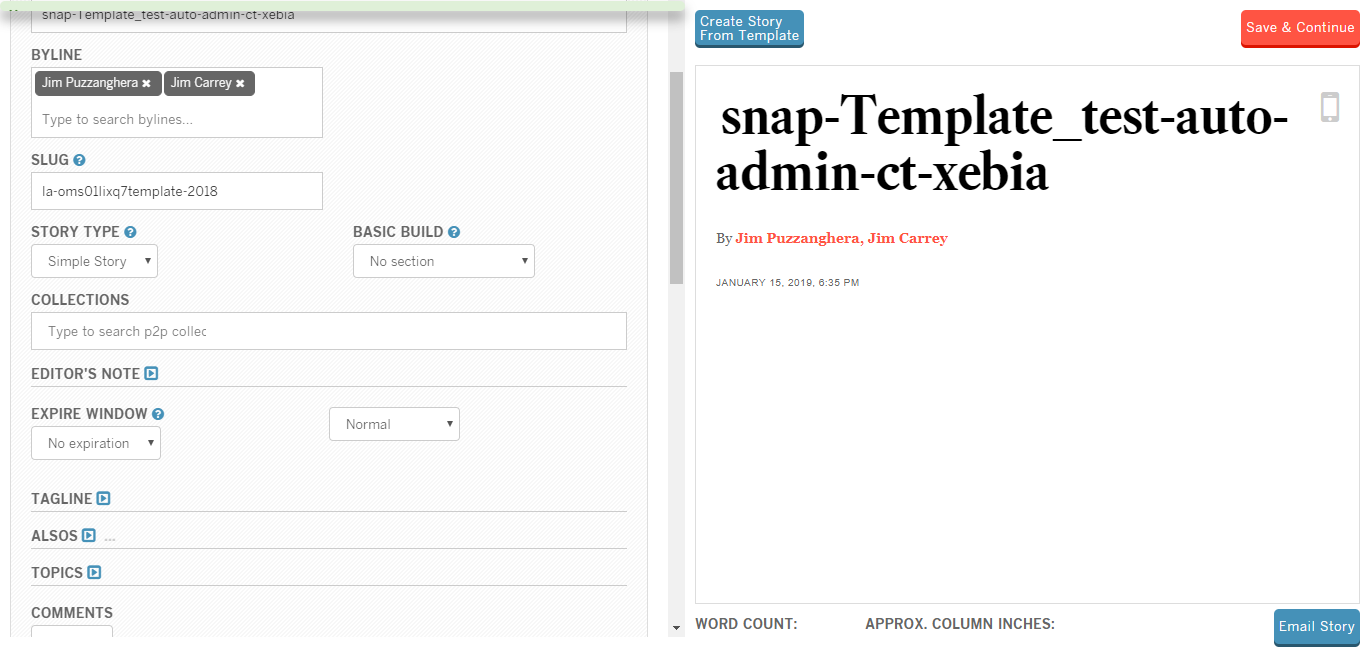 snap-Template_test-auto-admin-ct-xebia
BYLINE
Jim Puzzanghera ✖ Jim Carrey ✖
Type to search bylines...
SLUG ?
la-oms01lixq7template-2018
STORY TYPE ? BASIC BUILD ?
Simple Story ▼ No section ▼
COLLECTIONS
Type to search p2p collec
EDITOR'S NOTE
EXPIRE WINDOW ?
Normal ▼
No expiration ▼
TAGLINE
ALSOS ...
TOPICS
COMMENTS
Create Story
From Template
Save & Continue
snap-Template_test-auto-
admin-ct-xebia
By Jim Puzzanghera, Jim Carrey
JANUARY 15, 2019, 6:35 PM
WORD COUNT: APPROX. COLUMN INCHES:
Email Story